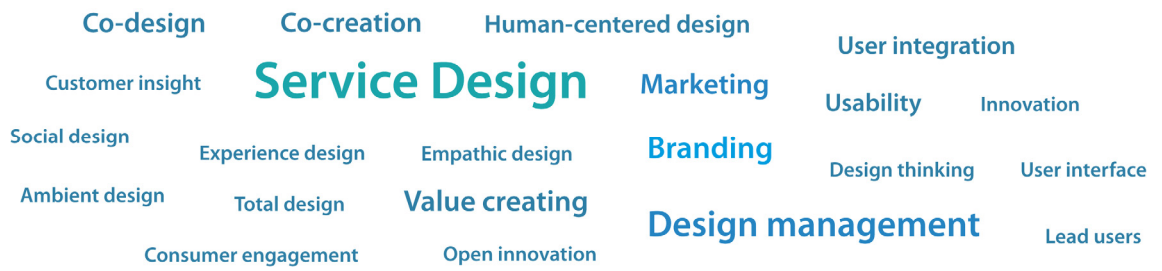 Co-design
Co-creation
Human-centered design
User integration
Customer insight
Service Design
Marketing
Usability
Innovation
Social design
Experience design
Empathic design
Branding
Design thinking
User interface
Ambient design
Total design
Value creating
Design management
Lead users
Consumer engagement
Open innovation